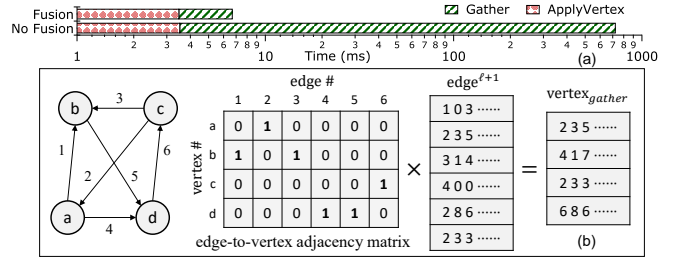 Fusion
No Fusion
Gather ApplyVertex
1 2 3 4 5 6 7 8 9 10 2 3 4 5 6 7 8 9 100 2 3 4 5 6 7 8 9 1000
Time (ms) (a)
edge #
edge^{ℓ+1}
vertex_{gather}
1 2 3 4 5 6
vertex #
a 0 1 0 0 0 0
b 1 0 1 0 0 0
c 0 0 0 0 0 1
d 0 0 0 1 1 0
edge-to-vertex adjacency matrix
×
1 0 3 ······
2 3 5 ······
3 1 4 ······
4 0 0 ······
2 8 6 ······
2 3 3 ······
=
2 3 5 ······
4 1 7 ······
2 3 3 ······
6 8 6 ······
(b)
b 3 c
1 2 5 6
a 4 d